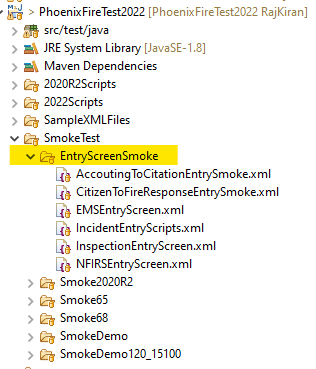 PhoenixFireTest2022 [PhoenixFireTest2022 RajKiran]
src/test/java
JRE System Library [JavaSE-1.8]
Maven Dependencies
2020R2Scripts
2022Scripts
SampleXMLFiles
SmokeTest
EntryScreenSmoke
AccoutingToCitationEntrySmoke.xml
CitizenToFireResponseEntrySmoke.xml
EMSEntryScreen.xml
IncidentEntryScripts.xml
InspectionEntryScreen.xml
NFIRSEntryScreen.xml
Smoke2020R2
Smoke65
Smoke68
SmokeDemo
SmokeDemo120_15100